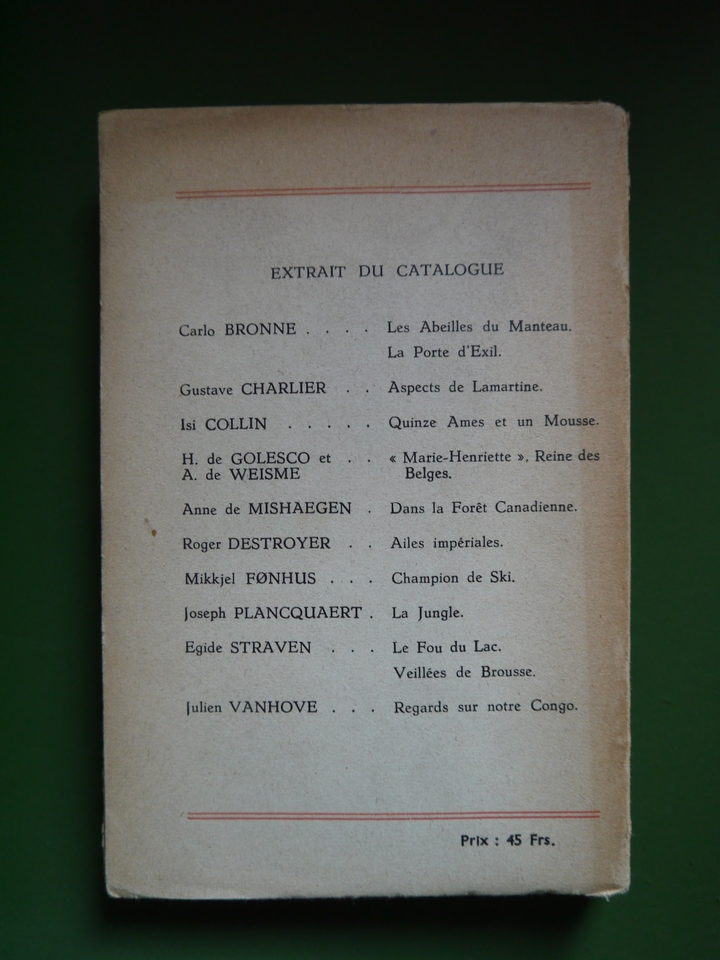 EXTRAIT DU CATALOGUE
Carlo BRONNE . . . . Les Abeilles du Manteau.
La Porte d'Exil.
Gustave CHARLIER . . Aspects de Lamartine.
Isi COLLIN . . . . . Quinze Ames et un Mousse.
H. de GOLESCO et . . « Marie-Henriette », Reine des
A. de WEISME Belges.
Anne de MISHAEGEN . Dans la Forêt Canadienne.
Roger DESTROYER . . Ailes impériales.
Mikkjel FØNHUS . . . Champion de Ski.
Joseph PLANCQUAERT . La Jungle.
Egide STRAVEN . . . Le Fou du Lac.
Veillées de Brousse.
Julien VANHOVE . . . Regards sur notre Congo.
Prix : 45 Frs.